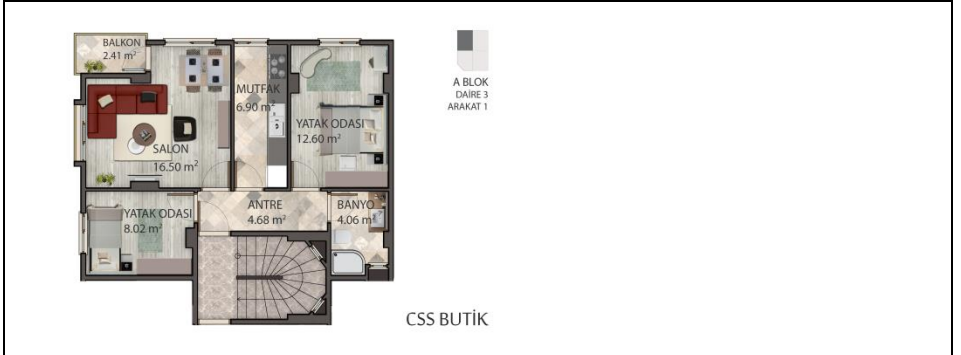 BALKON
2.41 m²
MUTFAK
6.90 m²
YATAK ODASI
12.60 m²
SALON
16.50 m²
YATAK ODASI
8.02 m²
ANTRE
4.68 m²
BANYO
4.06 m²
A BLOK
DAİRE 3
ARAKAT 1
CSS BUTİK